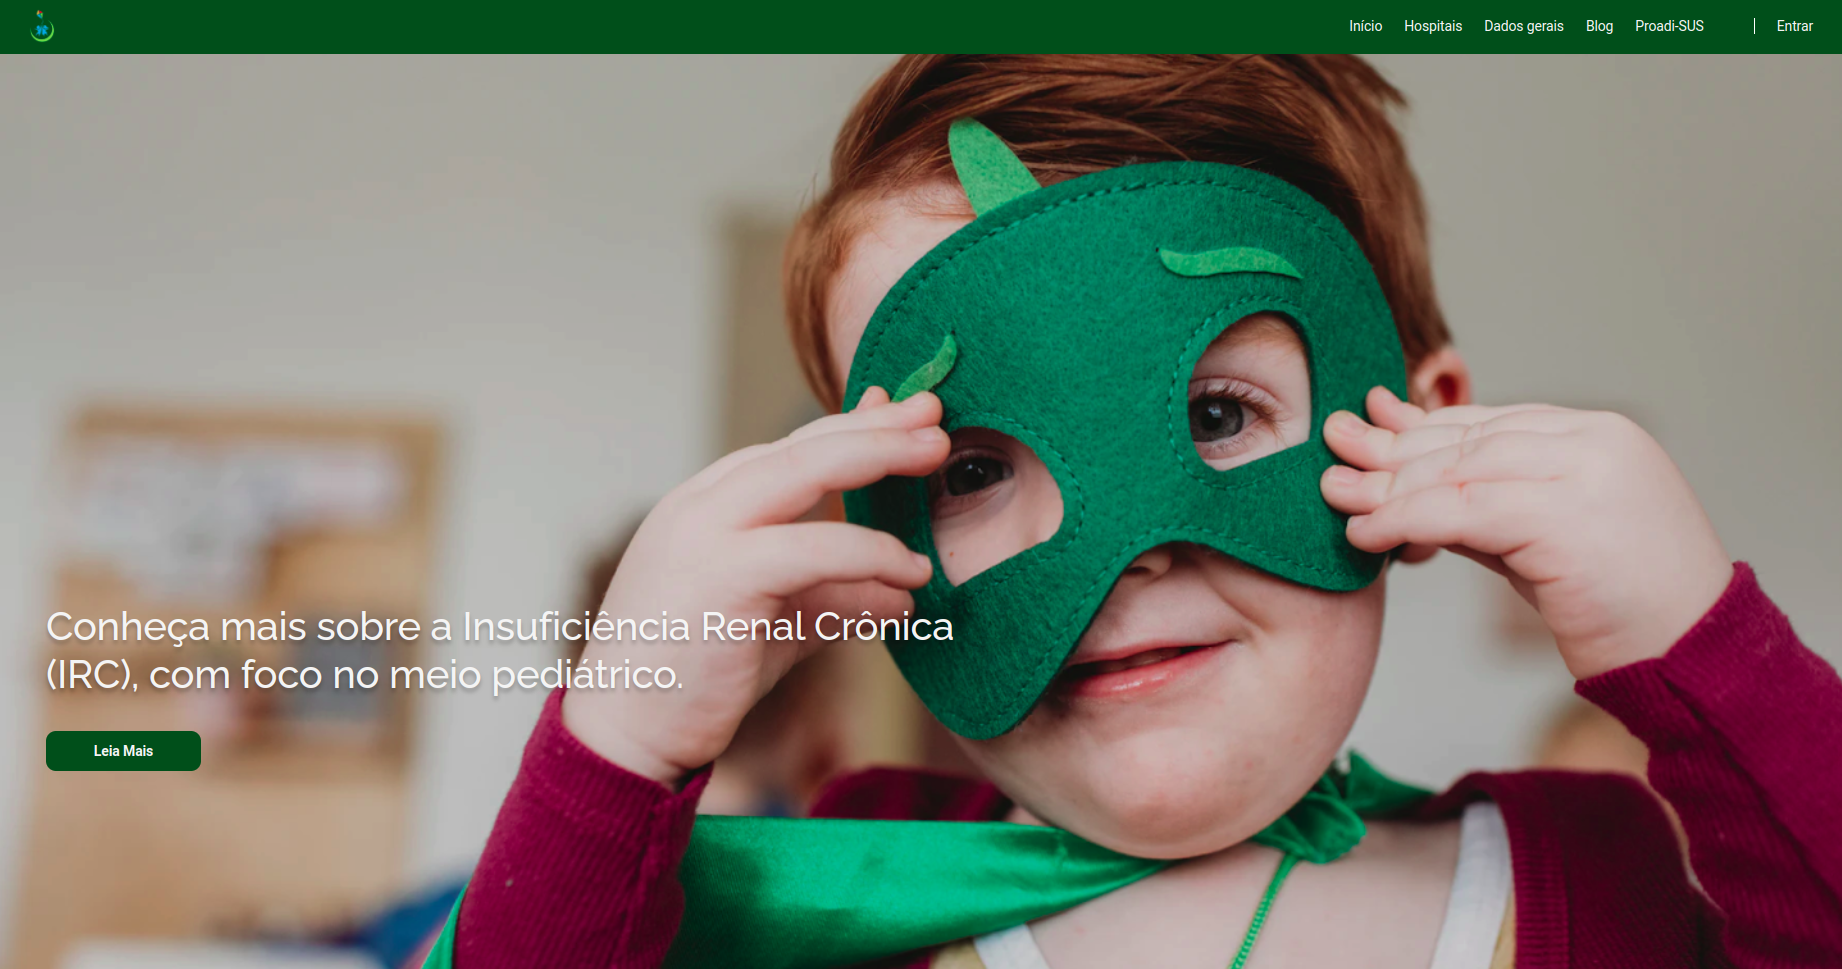 Início Hospitais Dados gerais Blog Proadi-SUS Entrar
Conheça mais sobre a Insuficiência Renal Crônica
(IRC), com foco no meio pediátrico.
Leia Mais